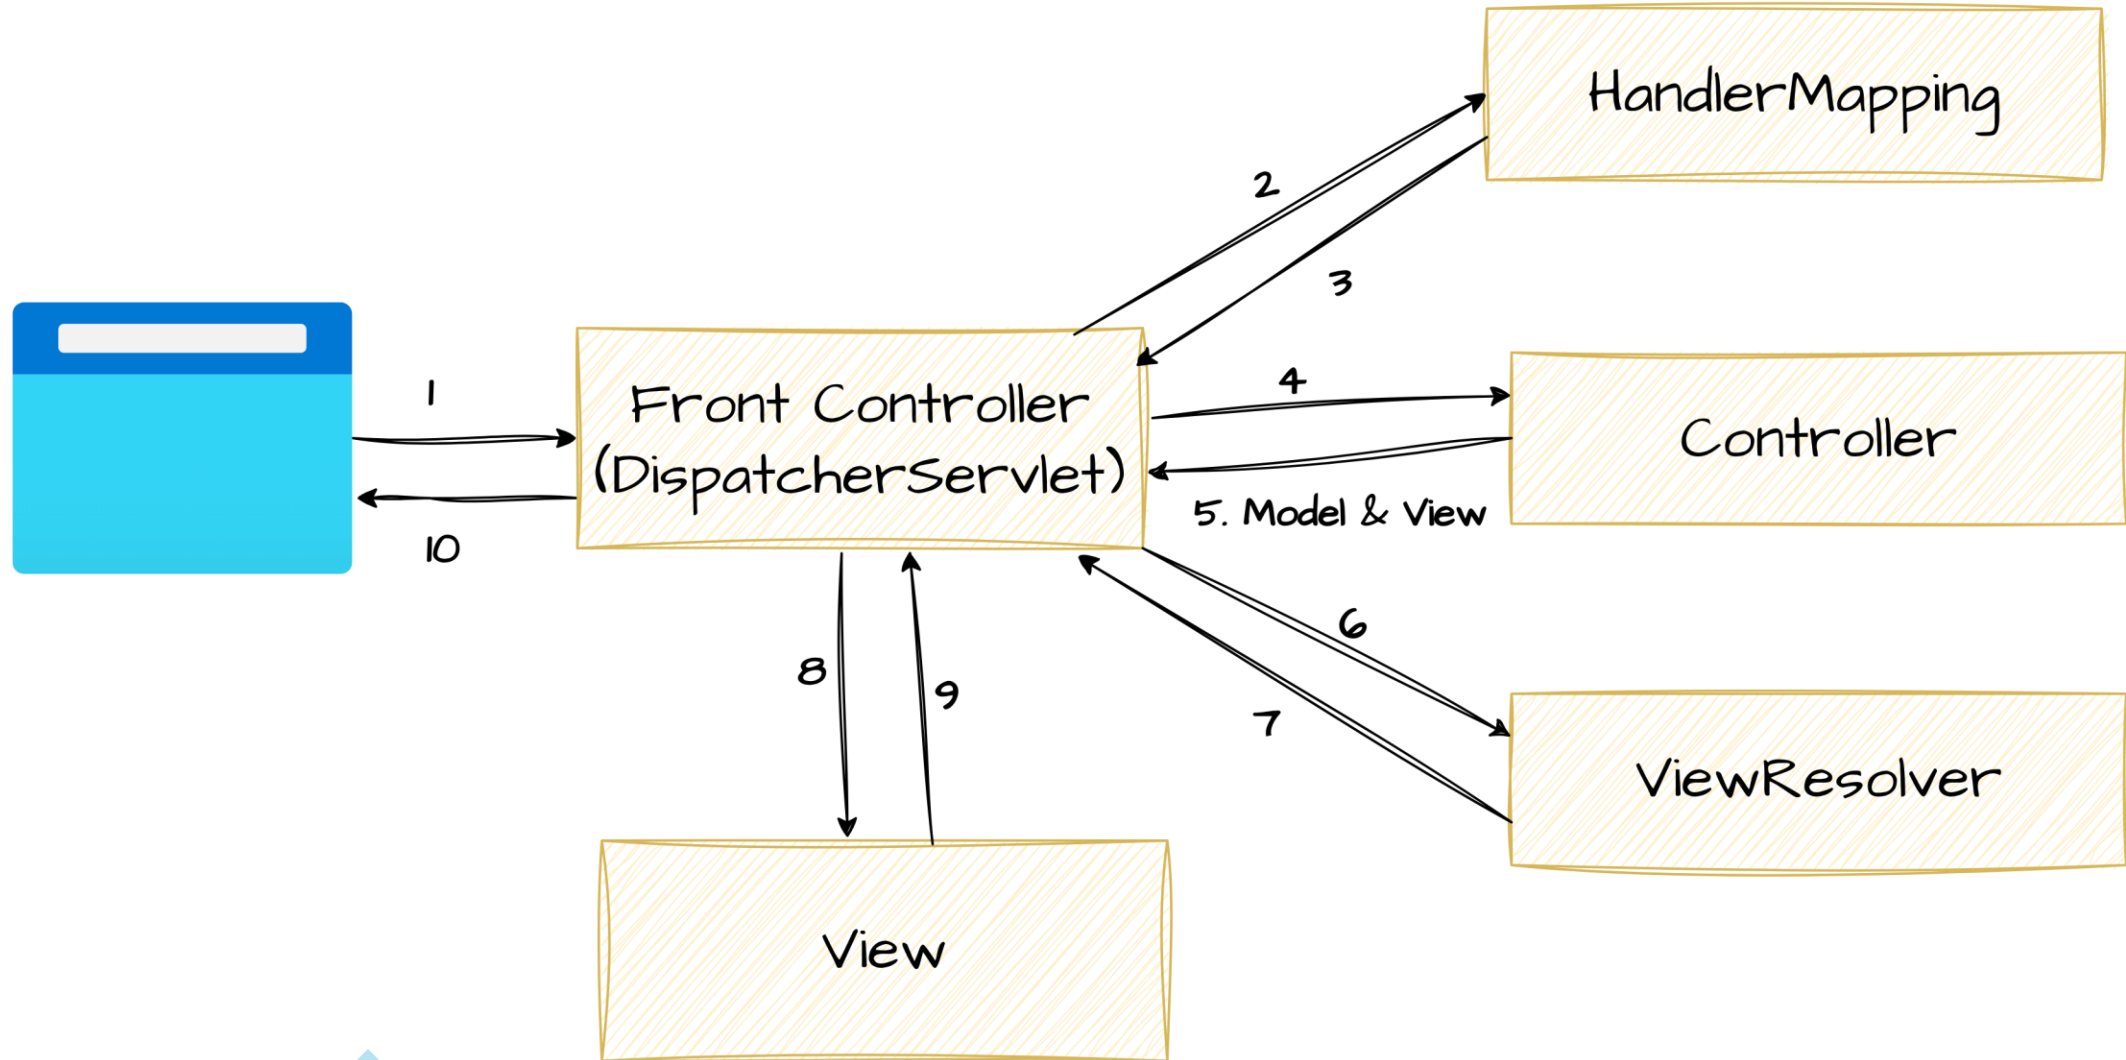 HandlerMapping
2
3
1
Front Controller
(DispatcherServlet)
4
Controller
5. Model & View
10
6
8
9
7
ViewResolver
View